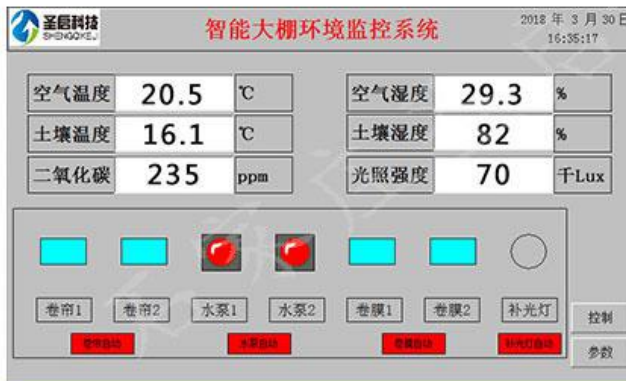 圣启科技
SHENGQIKEJI
智能大棚环境监控系统
2018 年 3 月 30 日
16:35:17
空气温度 20.5 ℃ 空气湿度 29.3 %
土壤温度 16.1 ℃ 土壤湿度 82 %
二氧化碳 235 ppm 光照强度 70 千Lux
卷帘1 卷帘2 水泵1 水泵2 卷膜1 卷膜2 补光灯
卷帘自动 水泵自动 卷膜自动 补光灯自动
控制
参数